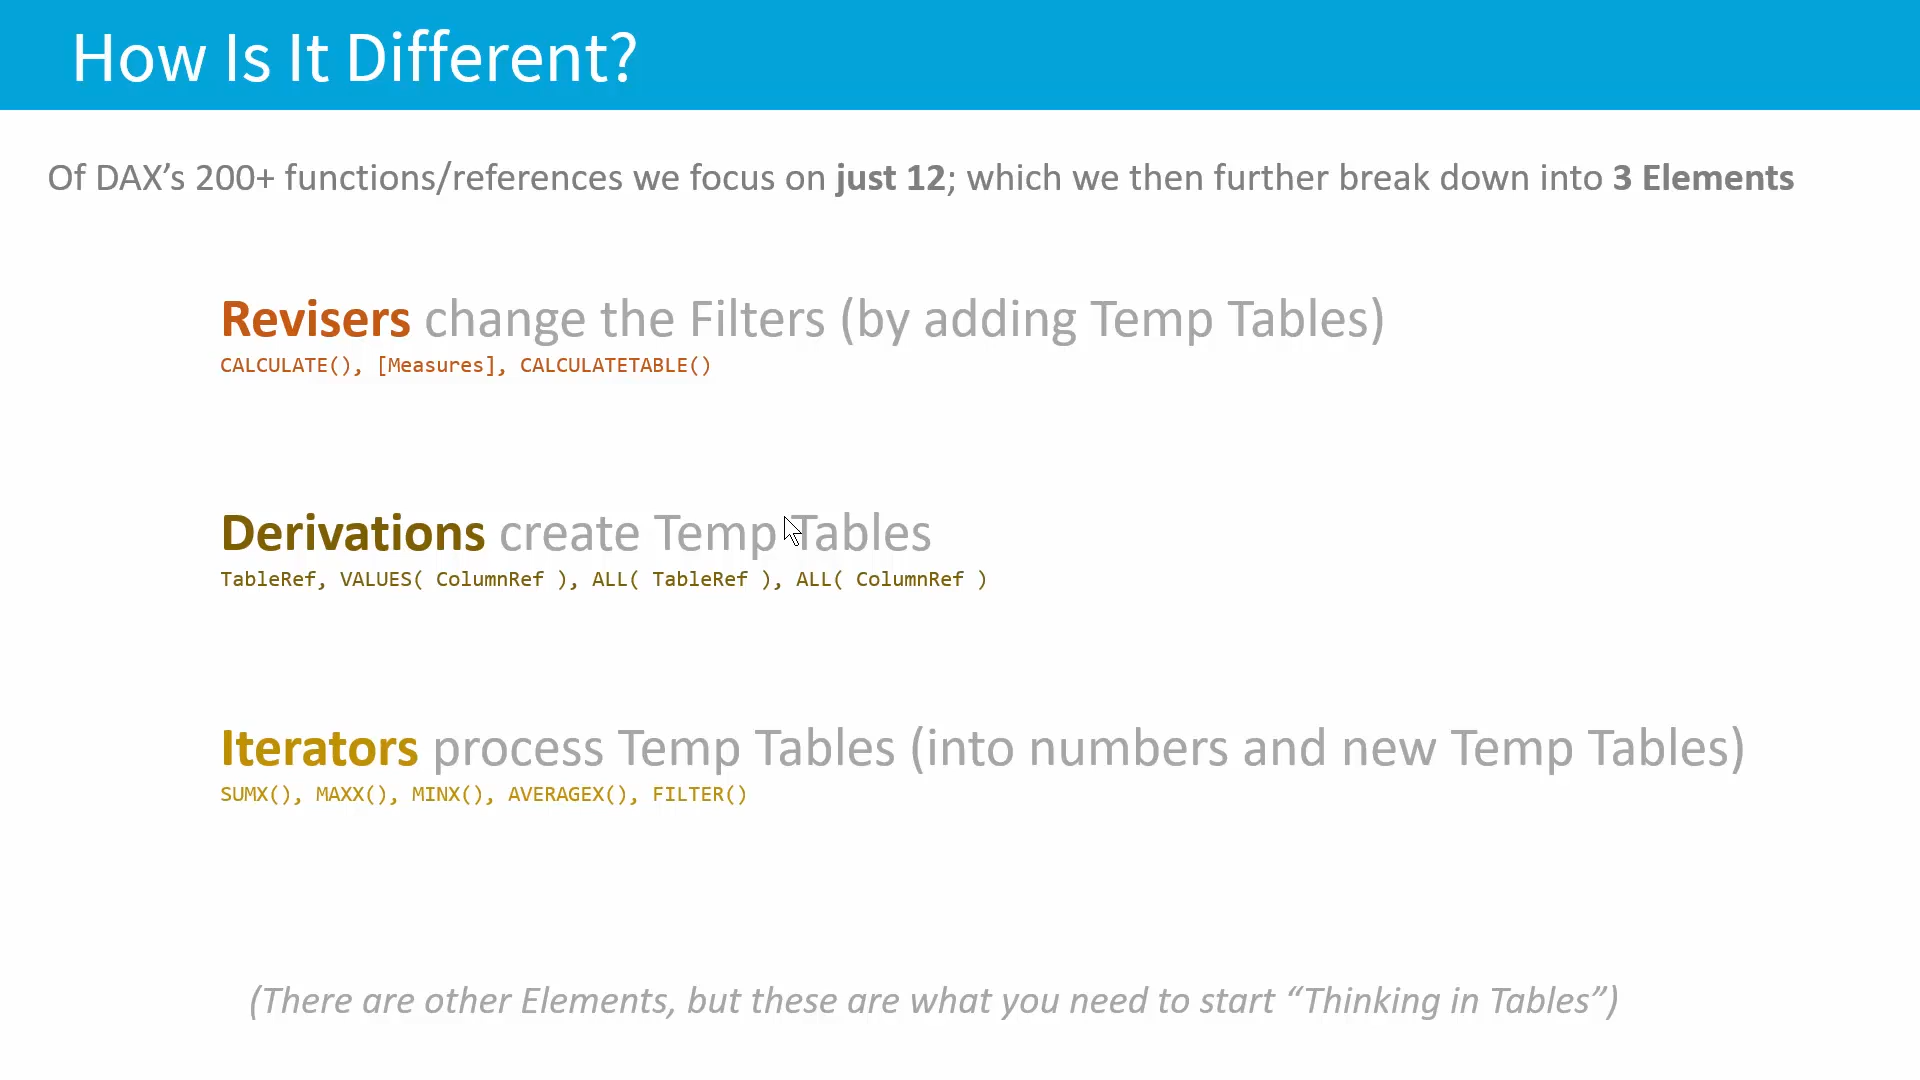 How Is It Different?
Of DAX’s 200+ functions/references we focus on just 12; which we then further break down into 3 Elements
Revisers change the Filters (by adding Temp Tables)
CALCULATE(), [Measures], CALCULATETABLE()
Derivations create Temp Tables
TableRef, VALUES( ColumnRef ), ALL( TableRef ), ALL( ColumnRef )
Iterators process Temp Tables (into numbers and new Temp Tables)
SUMX(), MAXX(), MINX(), AVERAGEX(), FILTER()
(There are other Elements, but these are what you need to start “Thinking in Tables”)